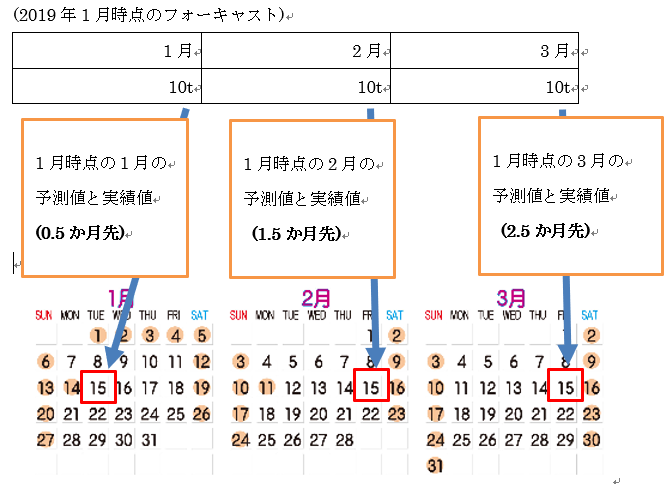 (2019年1月時点のフォーキャスト)
1月 2月 3月
10t 10t 10t
1月時点の1月の
予測値と実績値
(0.5か月先)
1月時点の2月の
予測値と実績値
(1.5か月先)
1月時点の3月の
予測値と実績値
(2.5か月先)
1月
SUN MON TUE WED THU FRI SAT
1 2 3 4 5
6 7 8 9 10 11 12
13 14 15 16 17 18 19
20 21 22 23 24 25 26
27 28 29 30 31
2月
SUN MON TUE WED THU FRI SAT
1 2
3 4 5 6 7 8 9
10 11 12 13 14 15 16
17 18 19 20 21 22 23
24 25 26 27 28
3月
SUN MON TUE WED THU FRI SAT
1 2
3 4 5 6 7 8 9
10 11 12 13 14 15 16
17 18 19 20 21 22 23
24 25 26 27 28 29 30
31